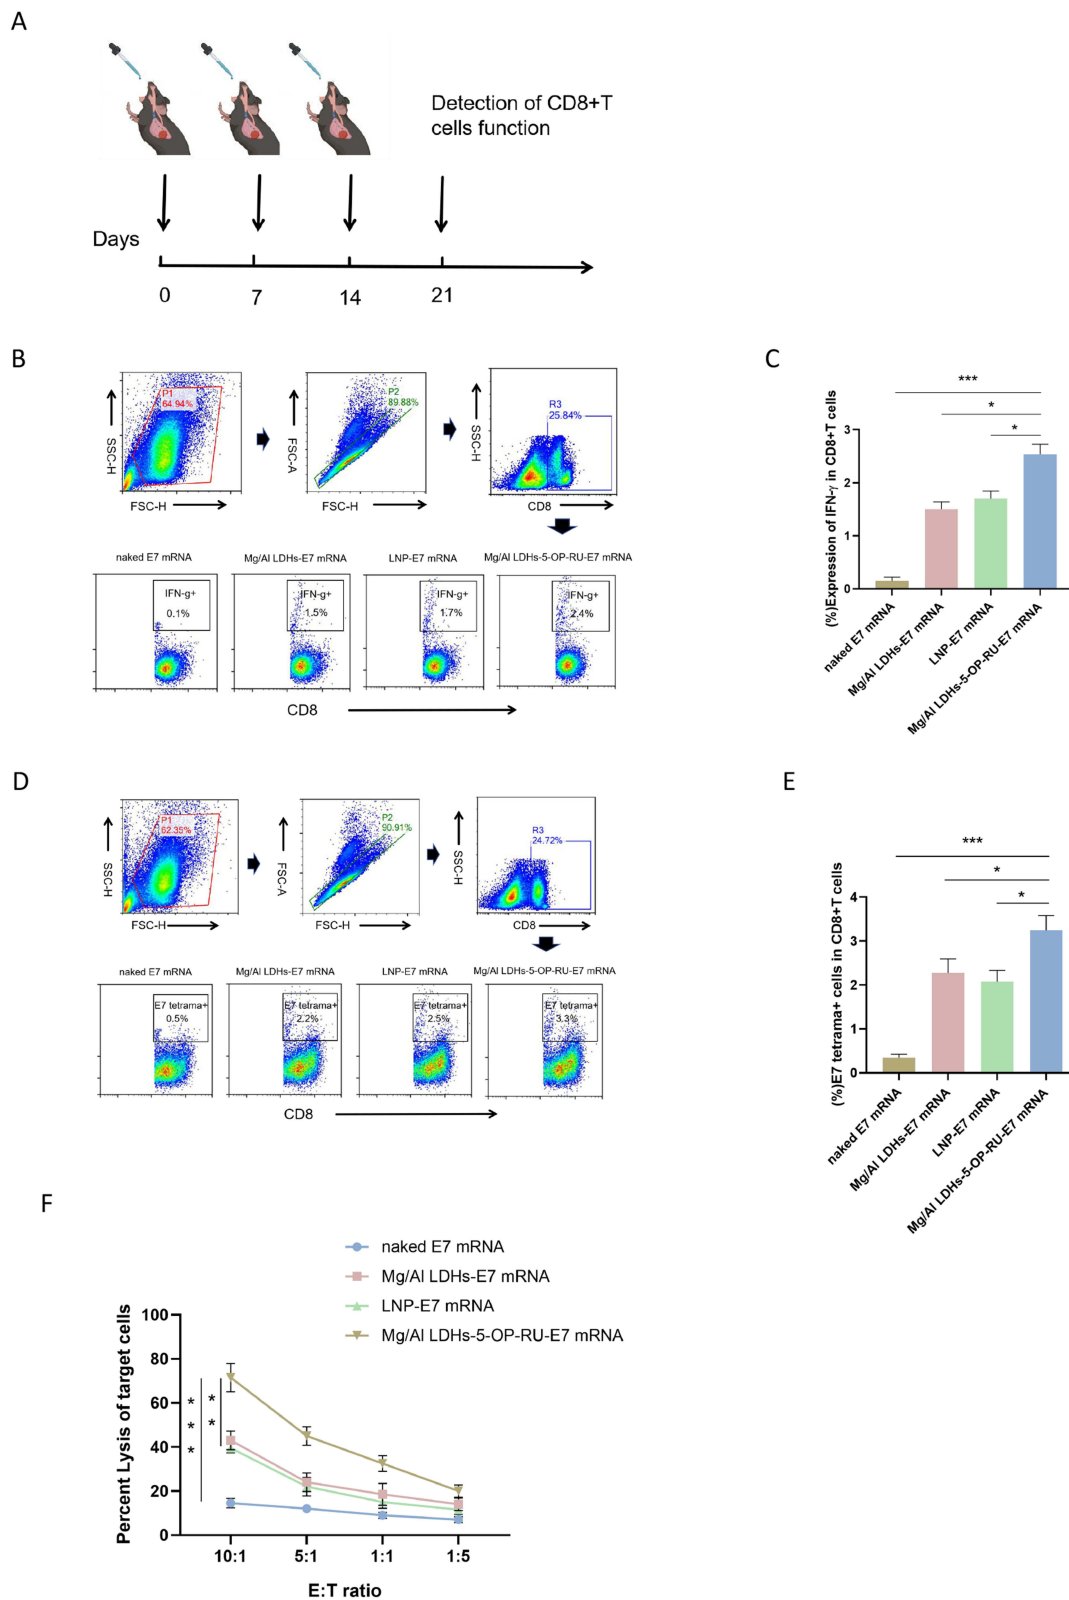 A
Detection of CD8+T
cells function
Days
0
7
14
21
B
P1
64.94%
SSC-H
FSC-H
P2
89.88%
FSC-A
FSC-H
R3
25.84%
SSC-H
CD8
naked E7 mRNA
Mg/Al LDHs-E7 mRNA
LNP-E7 mRNA
Mg/Al LDHs-5-OP-RU-E7 mRNA
IFN-g+
0.1%
IFN-g+
1.5%
IFN-g+
1.7%
IFN-g+
2.4%
CD8
C
***
*
*
(%)Expression of IFN-γ in CD8+T cells
3
2
1
0
naked E7 mRNA
Mg/Al LDHs-E7 mRNA
LNP-E7 mRNA
Mg/Al LDHs-5-OP-RU-E7 mRNA
D
P1
62.35%
SSC-H
FSC-H
P2
90.91%
FSC-A
FSC-H
R3
24.72%
SSC-H
CD8
naked E7 mRNA
Mg/Al LDHs-E7 mRNA
LNP-E7 mRNA
Mg/Al LDHs-5-OP-RU-E7 mRNA
E7 tetrama+
0.5%
E7 tetrama+
2.2%
E7 tetrama+
2.5%
E7 tetrama+
3.3%
CD8
E
***
*
*
(%)E7 tetrama+ cells in CD8+T cells
4
3
2
1
0
naked E7 mRNA
Mg/Al LDHs-E7 mRNA
LNP-E7 mRNA
Mg/Al LDHs-5-OP-RU-E7 mRNA
F
naked E7 mRNA
Mg/Al LDHs-E7 mRNA
LNP-E7 mRNA
Mg/Al LDHs-5-OP-RU-E7 mRNA
Percent Lysis of target cells
100
80
60
40
20
0
***
**
10:1
5:1
1:1
1:5
E:T ratio